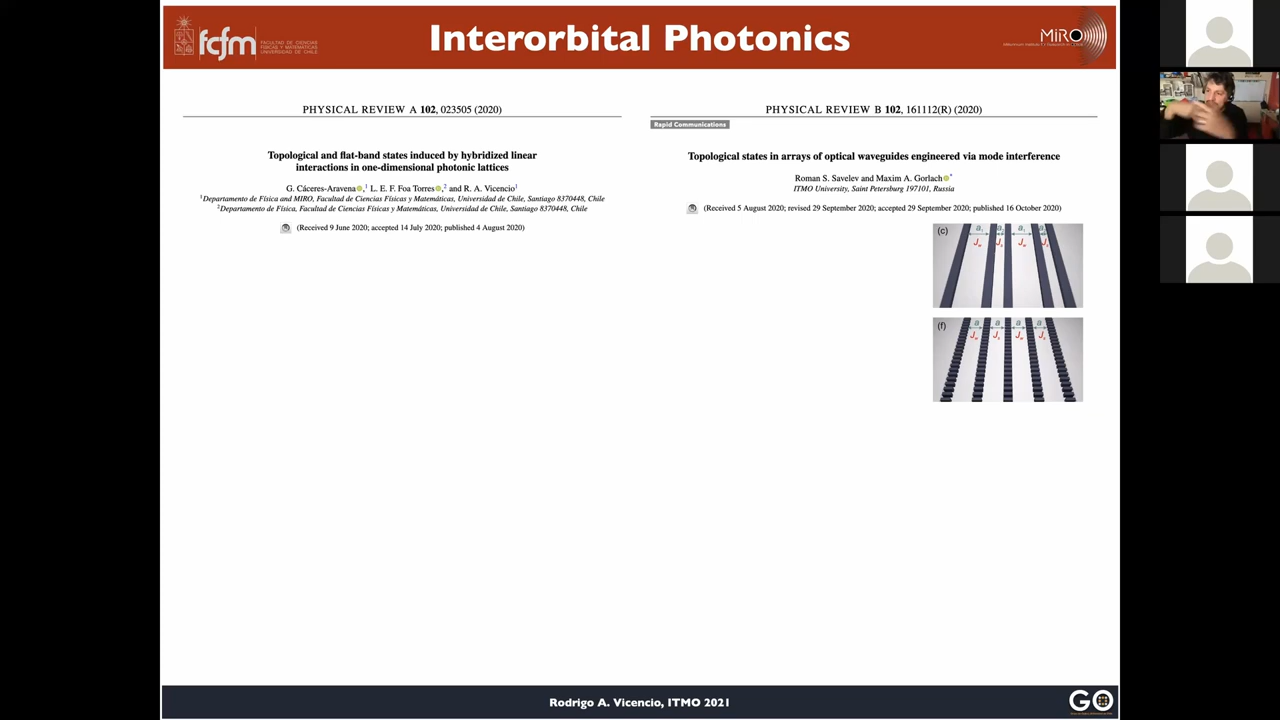 fcfm
FACULTAD DE CIENCIAS
FÍSICAS Y MATEMÁTICAS
UNIVERSIDAD DE CHILE
Interorbital Photonics
MIRO
PHYSICAL REVIEW A 102, 023505 (2020)
Topological and flat-band states induced by hybridized linear
interactions in one-dimensional photonic lattices
G. Cáceres-Aravena,1 L. E. F. Foa Torres,2 and R. A. Vicencio1
1Departamento de Física and MIRO, Facultad de Ciencias Físicas y Matemáticas, Universidad de Chile, Santiago 8370448, Chile
2Departamento de Física, Facultad de Ciencias Físicas y Matemáticas, Universidad de Chile, Santiago 8370448, Chile
(Received 9 June 2020; accepted 14 July 2020; published 4 August 2020)
PHYSICAL REVIEW B 102, 161112(R) (2020)
Rapid Communications
Topological states in arrays of optical waveguides engineered via mode interference
Roman S. Savelev and Maxim A. Gorlach*
ITMO University, Saint Petersburg 197101, Russia
(Received 5 August 2020; revised 29 September 2020; accepted 29 September 2020; published 16 October 2020)
(c)
(f)
a a a a
Rodrigo A. Vicencio, ITMO 2021
GO